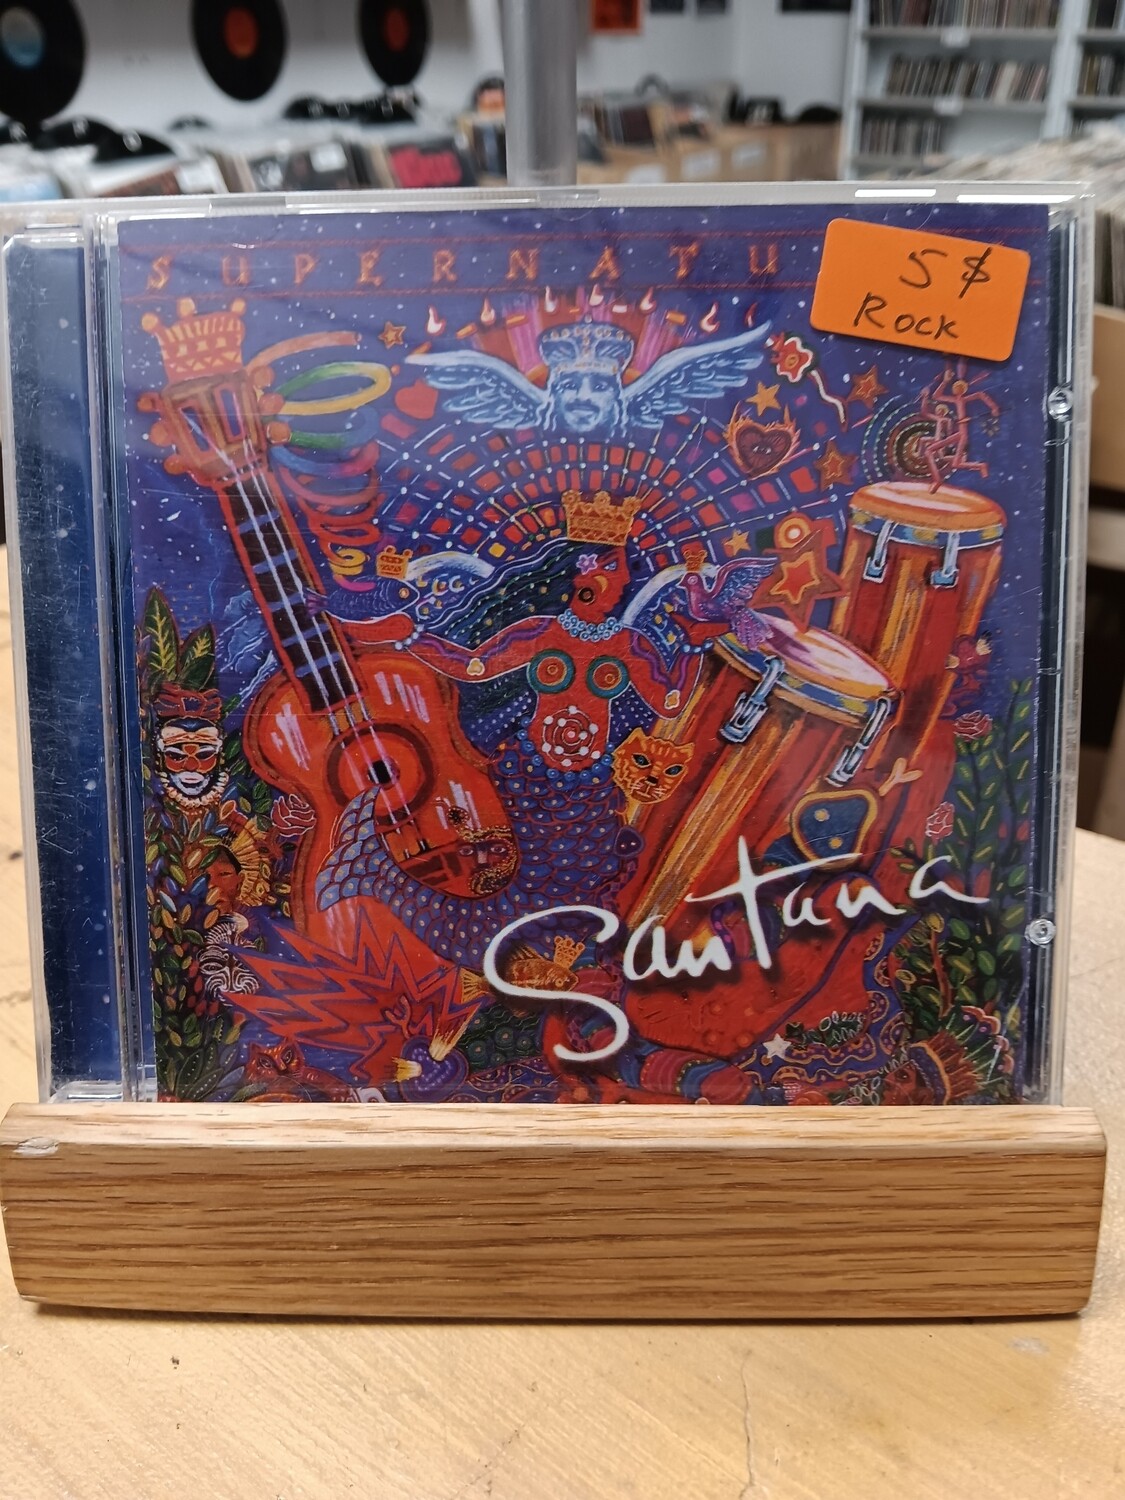 SUPERNATU
5$
ROCK
Santana